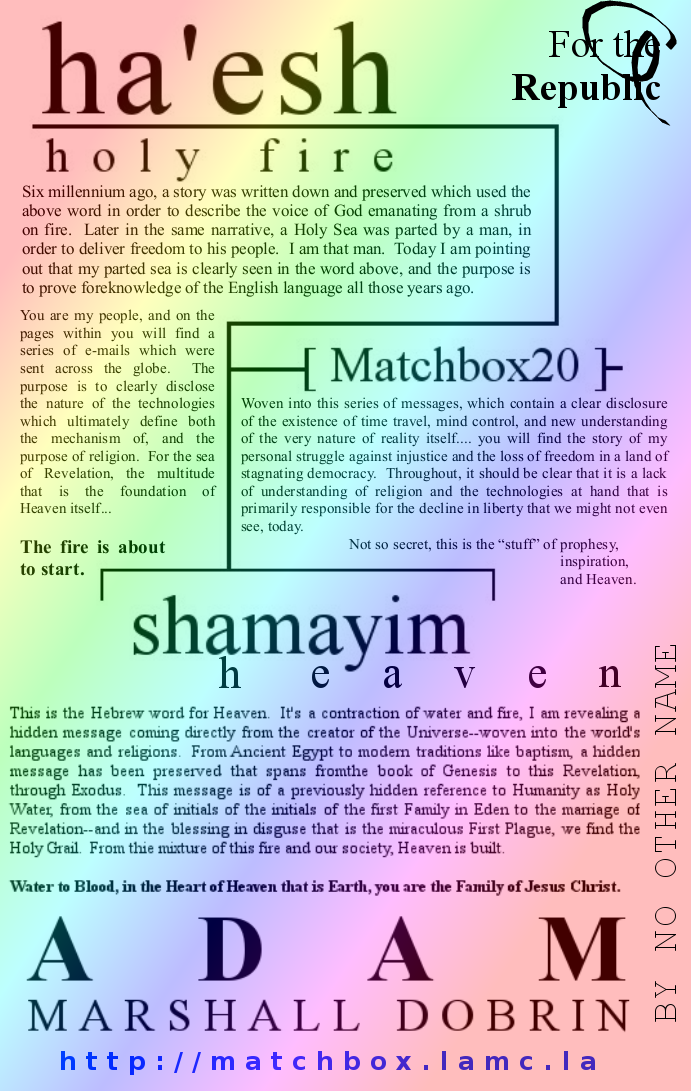 ha'esh
holy fire
For the
Republic
Six millennium ago, a story was written down and preserved which used the
above word in order to describe the voice of God emanating from a shrub
on fire. Later in the same narrative, a Holy Sea was parted by a man, in
order to deliver freedom to his people. I am that man. Today I am pointing
out that my parted sea is clearly seen in the word above, and the purpose is
to prove foreknowledge of the English language all those years ago.
You are my people, and on the
pages within you will find a
series of e-mails which were
sent across the globe. The
purpose is to clearly disclose
the nature of the technologies
which ultimately define both
the mechanism of, and the
purpose of religion. For the sea
of Revelation, the multitude
that is the foundation of
Heaven itself...
The fire is about
to start.
[ Matchbox20 ]-
Woven into this series of messages, which contain a clear disclosure
of the existence of time travel, mind control, and new understanding
of the very nature of reality itself.... you will find the story of my
personal struggle against injustice and the loss of freedom in a land of
stagnating democracy. Throughout, it should be clear that it is a lack
of understanding of religion and the technologies at hand that is
primarily responsible for the decline in liberty that we might not even
see, today.
Not so secret, this is the “stuff” of prophesy,
inspiration,
and Heaven.
shamayim
heaven
This is the Hebrew word for Heaven. It's a contraction of water and fire, I am revealing a
hidden message coming directly from the creator of the Universe--woven into the world's
languages and religions. From Ancient Egypt to modern traditions like baptism, a hidden
message has been preserved that spans fromthe book of Genesis to this Revelation,
through Exodus. This message is of a previously hidden reference to Humanity as Holy
Water, from the sea of initials of the initials of the first Family in Eden to the marriage of
Revelation--and in the blessing in disguse that is the miraculous First Plague, we find the
Holy Grail. From thie mixture of this fire and our society, Heaven is built.
Water to Blood, in the Heart of Heaven that is Earth, you are the Family of Jesus Christ.
ADAM
MARSHALL DOBRIN
http://matchbox.lamc.la
BY NO OTHER NAME